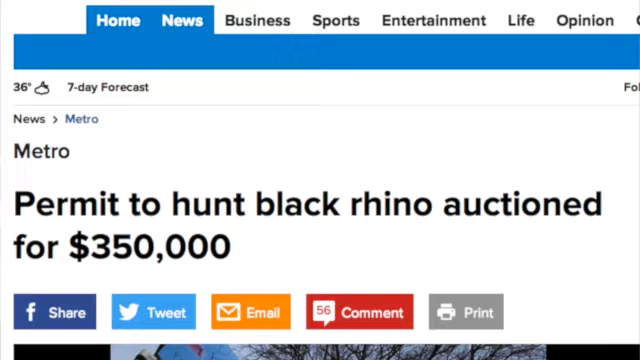 Home News Business Sports Entertainment Life Opinion
36° 7-day Forecast
News > Metro
Metro
Permit to hunt black rhino auctioned
for $350,000
f Share Tweet Email 56 Comment Print